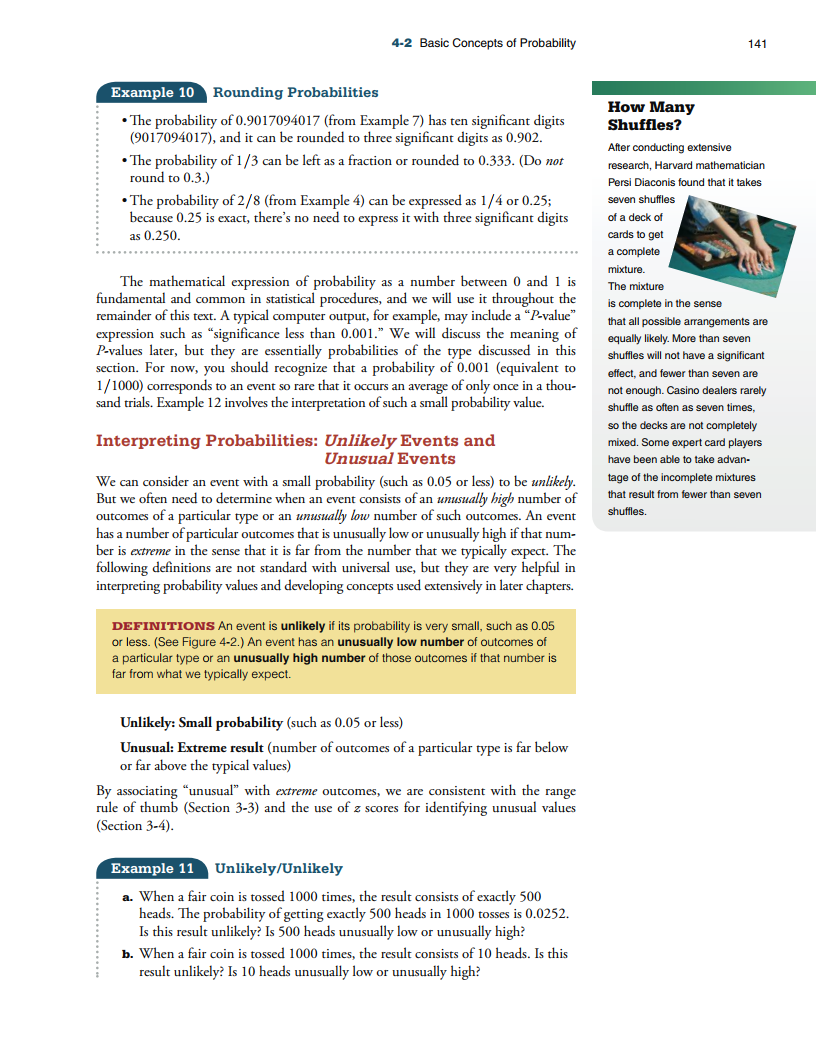 4-2 Basic Concepts of Probability
141
Example 10 Rounding Probabilities
• The probability of 0.9017094017 (from Example 7) has ten significant digits
(9017094017), and it can be rounded to three significant digits as 0.902.
• The probability of 1/3 can be left as a fraction or rounded to 0.333. (Do not
round to 0.3.)
• The probability of 2/8 (from Example 4) can be expressed as 1/4 or 0.25;
because 0.25 is exact, there's no need to express it with three significant digits
as 0.250.
The mathematical expression of probability as a number between 0 and 1 is
fundamental and common in statistical procedures, and we will use it throughout the
remainder of this text. A typical computer output, for example, may include a “P-value”
expression such as “significance less than 0.001.” We will discuss the meaning of
P-values later, but they are essentially probabilities of the type discussed in this
section. For now, you should recognize that a probability of 0.001 (equivalent to
1/1000) corresponds to an event so rare that it occurs an average of only once in a thou-
sand trials. Example 12 involves the interpretation of such a small probability value.
Interpreting Probabilities: Unlikely Events and
Unusual Events
We can consider an event with a small probability (such as 0.05 or less) to be unlikely.
But we often need to determine when an event consists of an unusually high number of
outcomes of a particular type or an unusually low number of such outcomes. An event
has a number of particular outcomes that is unusually low or unusually high if that num-
ber is extreme in the sense that it is far from the number that we typically expect. The
following definitions are not standard with universal use, but they are very helpful in
interpreting probability values and developing concepts used extensively in later chapters.
DEFINITIONS An event is unlikely if its probability is very small, such as 0.05
or less. (See Figure 4-2.) An event has an unusually low number of outcomes of
a particular type or an unusually high number of those outcomes if that number is
far from what we typically expect.
Unlikely: Small probability (such as 0.05 or less)
Unusual: Extreme result (number of outcomes of a particular type is far below
or far above the typical values)
By associating “unusual” with extreme outcomes, we are consistent with the range
rule of thumb (Section 3-3) and the use of z scores for identifying unusual values
(Section 3-4).
Example 11 Unlikely/Unlikely
a. When a fair coin is tossed 1000 times, the result consists of exactly 500
heads. The probability of getting exactly 500 heads in 1000 tosses is 0.0252.
Is this result unlikely? Is 500 heads unusually low or unusually high?
b. When a fair coin is tossed 1000 times, the result consists of 10 heads. Is this
result unlikely? Is 10 heads unusually low or unusually high?
How Many
Shuffles?
After conducting extensive
research, Harvard mathematician
Persi Diaconis found that it takes
seven shuffles
of a deck of
cards to get
a complete
mixture.
The mixture
is complete in the sense
that all possible arrangements are
equally likely. More than seven
shuffles will not have a significant
effect, and fewer than seven are
not enough. Casino dealers rarely
shuffle as often as seven times,
so the decks are not completely
mixed. Some expert card players
have been able to take advan-
tage of the incomplete mixtures
that result from fewer than seven
shuffles.